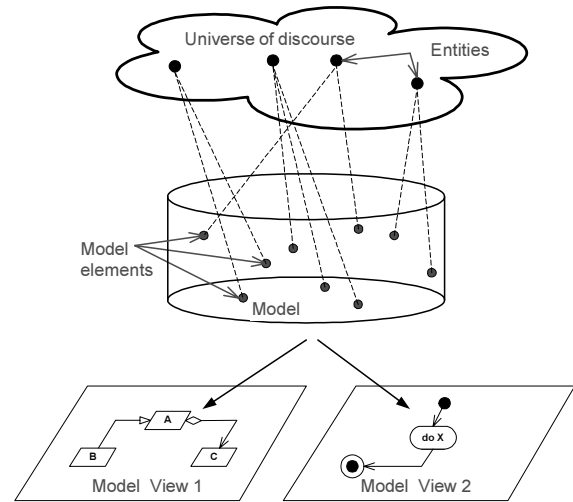 Universe of discourse
Entities
Model
elements
Model
A
B
C
Model View 1
do X
Model View 2